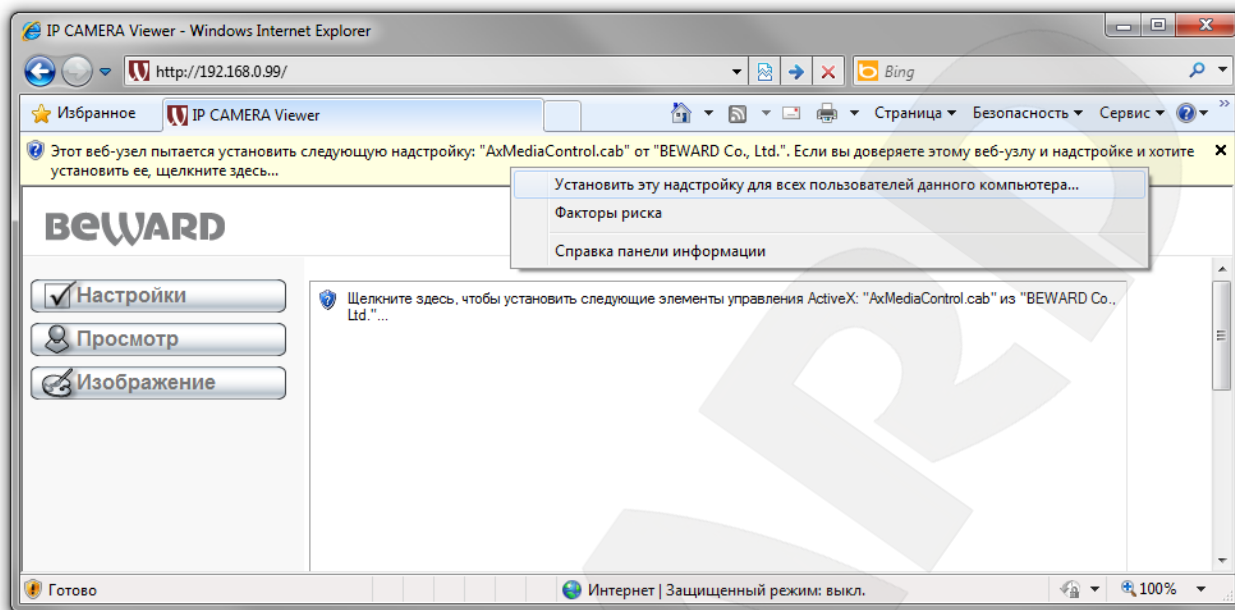 IP CAMERA Viewer - Windows Internet Explorer
http://192.168.0.99/
Bing
Избранное
IP CAMERA Viewer
Страница
Безопасность
Сервис
Этот веб-узел пытается установить следующую надстройку: "AxMediaControl.cab" от "BEWARD Co., Ltd.". Если вы доверяете этому веб-узлу и надстройке и хотите
установить ее, щелкните здесь...
Установить эту надстройку для всех пользователей данного компьютера...
Факторы риска
Справка панели информации
BEWARD
Настройки
Просмотр
Изображение
Щелкните здесь, чтобы установить следующие элементы управления ActiveX: "AxMediaControl.cab" из "BEWARD Co.,
Ltd."...
Готово
Интернет | Защищенный режим: выкл.
100%